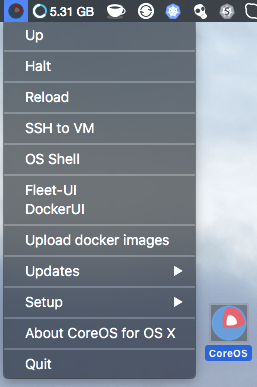 5.31 GB
Up
Halt
Reload
SSH to VM
OS Shell
Fleet-UI
DockerUI
Upload docker images
Updates
Setup
About CoreOS for OS X
Quit
CoreOS